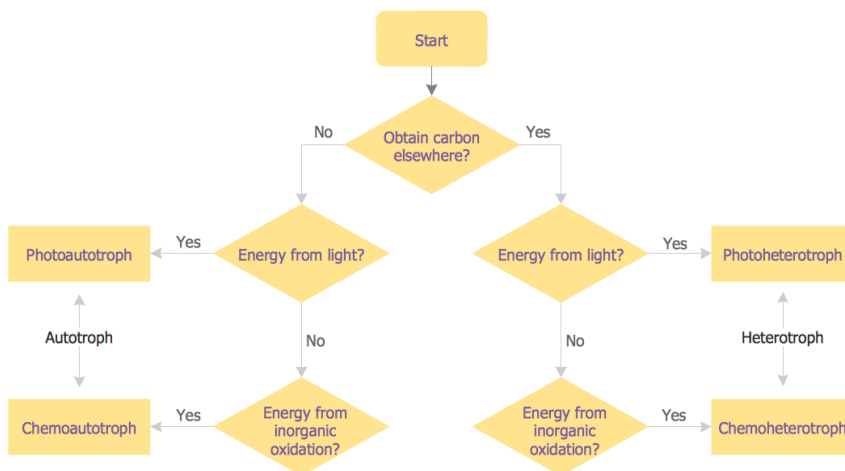 Start
No
Yes
Obtain carbon
elsewhere?
Photoautotroph
Yes
Energy from light?
Energy from light?
Yes
Photoheterotroph
Autotroph
No
No
Heterotroph
Chemoautotroph
Yes
Energy from
inorganic
oxidation?
Energy from
inorganic
oxidation?
Yes
Chemoheterotroph